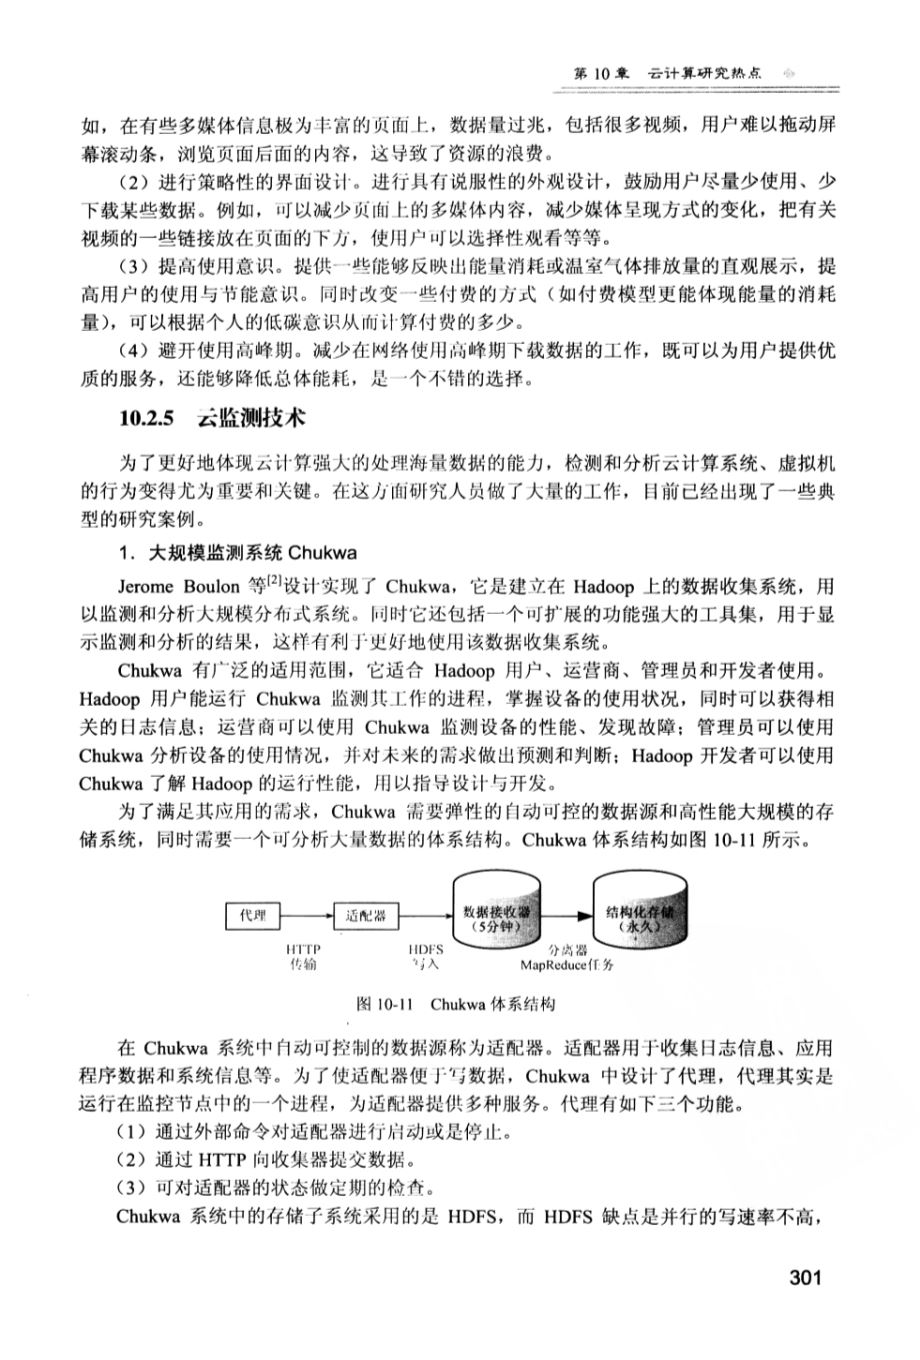 第 10 章 云计算研究热点
如，在有些多媒体信息极为丰富的页面上，数据量过兆，包括很多视频，用户难以拖动屏
幕滚动条，浏览页面后面的内容，这导致了资源的浪费。
（2）进行策略性的界面设计。进行具有说服性的外观设计，鼓励用户尽量少使用、少
下载某些数据。例如，可以减少页面上的多媒体内容，减少媒体呈现方式的变化，把有关
视频的一些链接放在页面的下方，使用户可以选择性观看等等。
（3）提高使用意识。提供一些能够反映出能量消耗或温室气体排放量的直观展示，提
高用户的使用与节能意识。同时改变一些付费的方式（如付费模型更能体现能量的消耗
量），可以根据个人的低碳意识从而计算付费的多少。
（4）避开使用高峰期。减少在网络使用高峰期下载数据的工作，既可以为用户提供优
质的服务，还能够降低总体能耗，是一个不错的选择。
10.2.5 云监测技术
为了更好地体现云计算强大的处理海量数据的能力，检测和分析云计算系统、虚拟机
的行为变得尤为重要和关键。在这方面研究人员做了大量的工作，目前已经出现了一些典
型的研究案例。
1．大规模监测系统 Chukwa
Jerome Boulon 等[2]设计实现了 Chukwa，它是建立在 Hadoop 上的数据收集系统，用
以监测和分析大规模分布式系统。同时它还包括一个可扩展的功能强大的工具集，用于显
示监测和分析的结果，这样有利于更好地使用该数据收集系统。
Chukwa 有广泛的适用范围，它适合 Hadoop 用户、运营商、管理员和开发者使用。
Hadoop 用户能运行 Chukwa 监测其工作的进程，掌握设备的使用状况，同时可以获得相
关的日志信息；运营商可以使用 Chukwa 监测设备的性能、发现故障；管理员可以使用
Chukwa 分析设备的使用情况，并对未来的需求做出预测和判断；Hadoop 开发者可以使用
Chukwa 了解 Hadoop 的运行性能，用以指导设计与开发。
为了满足其应用的需求，Chukwa 需要弹性的自动可控的数据源和高性能大规模的存
储系统，同时需要一个可分析大量数据的体系结构。Chukwa 体系结构如图 10-11 所示。
代理
适配器
数据接收器
（5分钟）
结构化存储
（永久）
HTTP
传输
HDFS
写入
分离器
MapReduce任务
图 10-11 Chukwa 体系结构
在 Chukwa 系统中自动可控制的数据源称为适配器。适配器用于收集日志信息、应用
程序数据和系统信息等。为了使适配器便于写数据，Chukwa 中设计了代理，代理其实是
运行在监控节点中的一个进程，为适配器提供多种服务。代理有如下三个功能。
（1）通过外部命令对适配器进行启动或是停止。
（2）通过 HTTP 向收集器提交数据。
（3）可对适配器的状态做定期的检查。
Chukwa 系统中的存储子系统采用的是 HDFS，而 HDFS 缺点是并行的写速率不高，
301